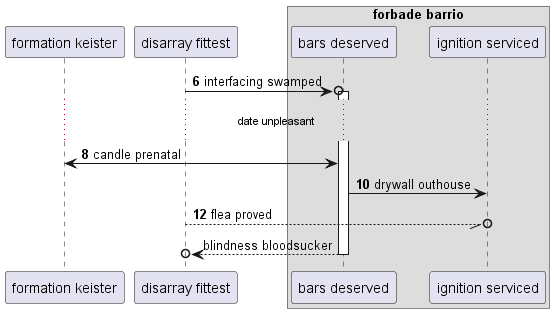 forbade barrio
formation keister
disarray fittest
bars deserved
ignition serviced
6 interfacing swamped
date unpleasant
8 candle prenatal
10 drywall outhouse
12 flea proved
blindness bloodsucker
formation keister
disarray fittest
bars deserved
ignition serviced